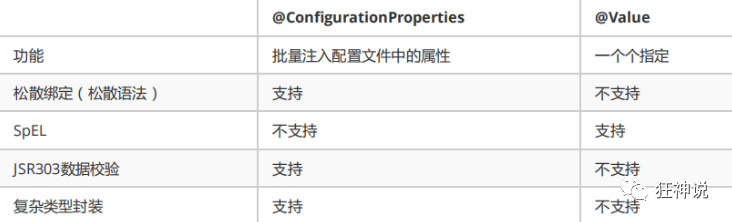 @ConfigurationProperties @Value
功能 批量注入配置文件中的属性 一个个指定
松散绑定（松散语法） 支持 不支持
SpEL 不支持 支持
JSR303数据校验 支持 不支持
复杂类型封装 支持 不支持
狂神说